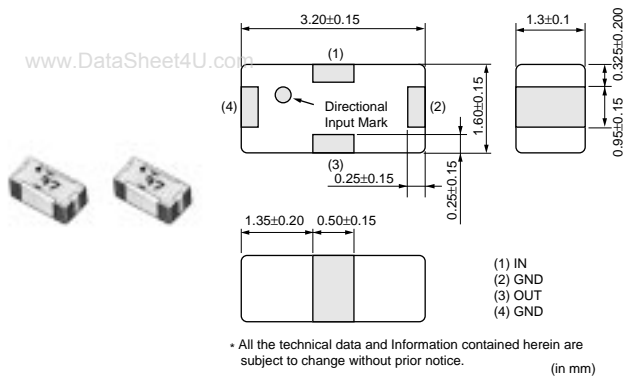 3.20±0.15
1.3±0.1
www.DataSheet4U.com
(1)
(4)
Directional
Input Mark
(2)
(3)
1.60±0.15
0.25±0.15
0.25±0.15
0.325±0.200
0.95±0.15
1.35±0.20
0.50±0.15
(1) IN
(2) GND
(3) OUT
(4) GND
* All the technical data and Information contained herein are
subject to change without prior notice.
(in mm)